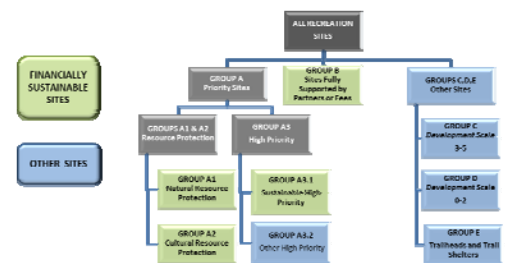 ALL RECREATION
SITES
FINANCIALLY
SUSTAINABLE
SITES
OTHER SITES
GROUP A
Priority Sites
GROUP B
Sites Fully
Supported by
Partners or Fees
GROUPS C,D,E
Other Sites
GROUPS A1 & A2
Resource Protection
GROUP A3
High Priority
GROUP C
Development Scale
3-5
GROUP A1
Natural Resource
Protection
GROUP A3.1
Sustainable High
Priority
GROUP D
Development Scale
0-2
GROUP A2
Cultural Resource
Protection
GROUP A3.2
Other High Priority
GROUP E
Trailheads and Trail
Shelters